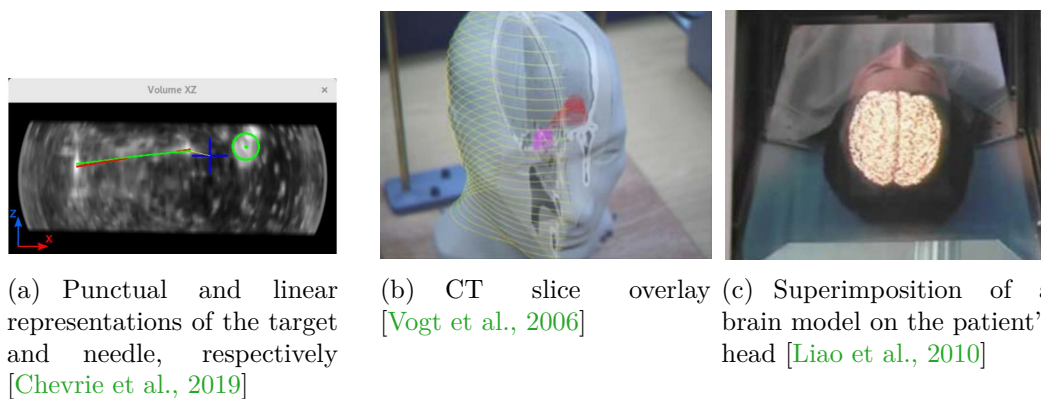 Volume XZ
×
Z
X
(a) Punctual and linear
representations of the target
and needle, respectively
[Chevrie et al., 2019]
(b) CT slice overlay
[Vogt et al., 2006]
(c) Superimposition of a
brain model on the patient'
head [Liao et al., 2010]